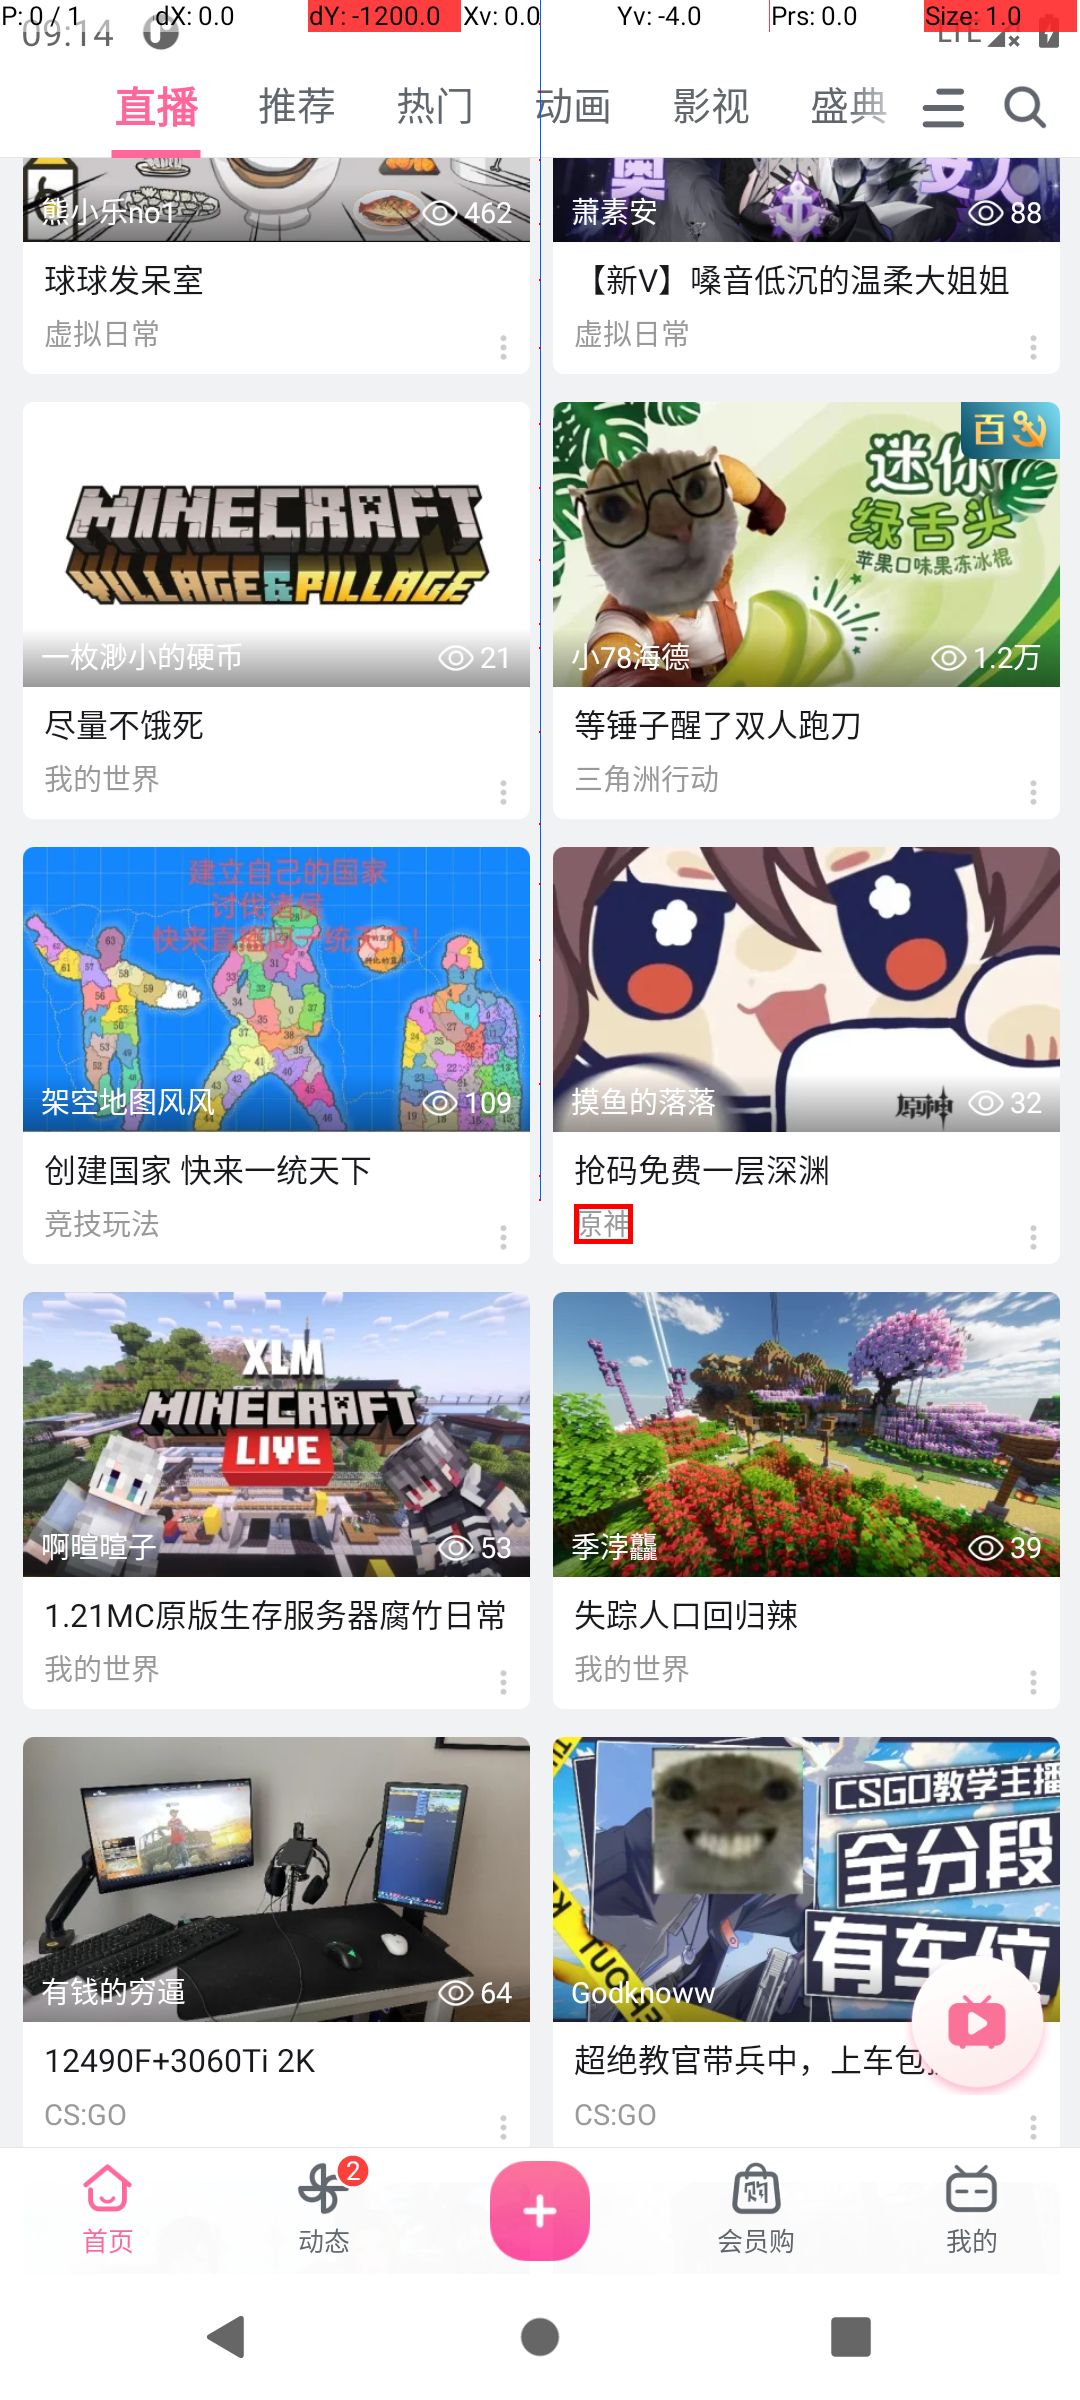 P: 0 / 1 dX: 0.0 dY: -1200.0 Xv: 0.0 Yv: -4.0 Prs: 0.0 Size: 1.0
09:14 LTE
直播 推荐 热门 动画 影视 盛典
熊小乐no1 462
球球发呆室
虚拟日常
萧素安 88
【新V】嗓音低沉的温柔大姐姐
虚拟日常
MINECRAFT
VILLAGE & PILLAGE
一枚渺小的硬币 21
尽量不饿死
我的世界
百
迷你
绿舌头
苹果口味果冻冰棍
小78海德 1.2万
等锤子醒了双人跑刀
三角洲行动
建立自己的国家
讨伐诸侯
架空地图风风 109
创建国家 快来一统天下
竞技玩法
原神
摸鱼的落落 32
抢码免费一层深渊
原神
XLM
MINECRAFT
LIVE
啊暄暄子 53
1.21MC原版生存服务器腐竹日常
我的世界
季浡龘 39
失踪人口回归辣
我的世界
有钱的穷逼 64
12490F+3060Ti 2K
CS:GO
CSGO教学主播
全分段
有车位
Godknoww
超绝教官带兵中，上车包
CS:GO
首页 动态 2 会员购 我的